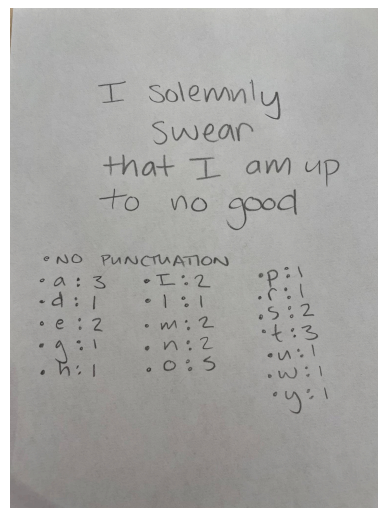 I solemnly
swear
that I am up
to no good
• NO PUNCTUATION
• a : 3
• d : 1
• e : 2
• g : 1
• h : 1
• I : 2
• l : 1
• m : 2
• n : 2
• o : 5
• p : 1
• r : 1
• s : 2
• t : 3
• u : 1
• w : 1
• y : 1